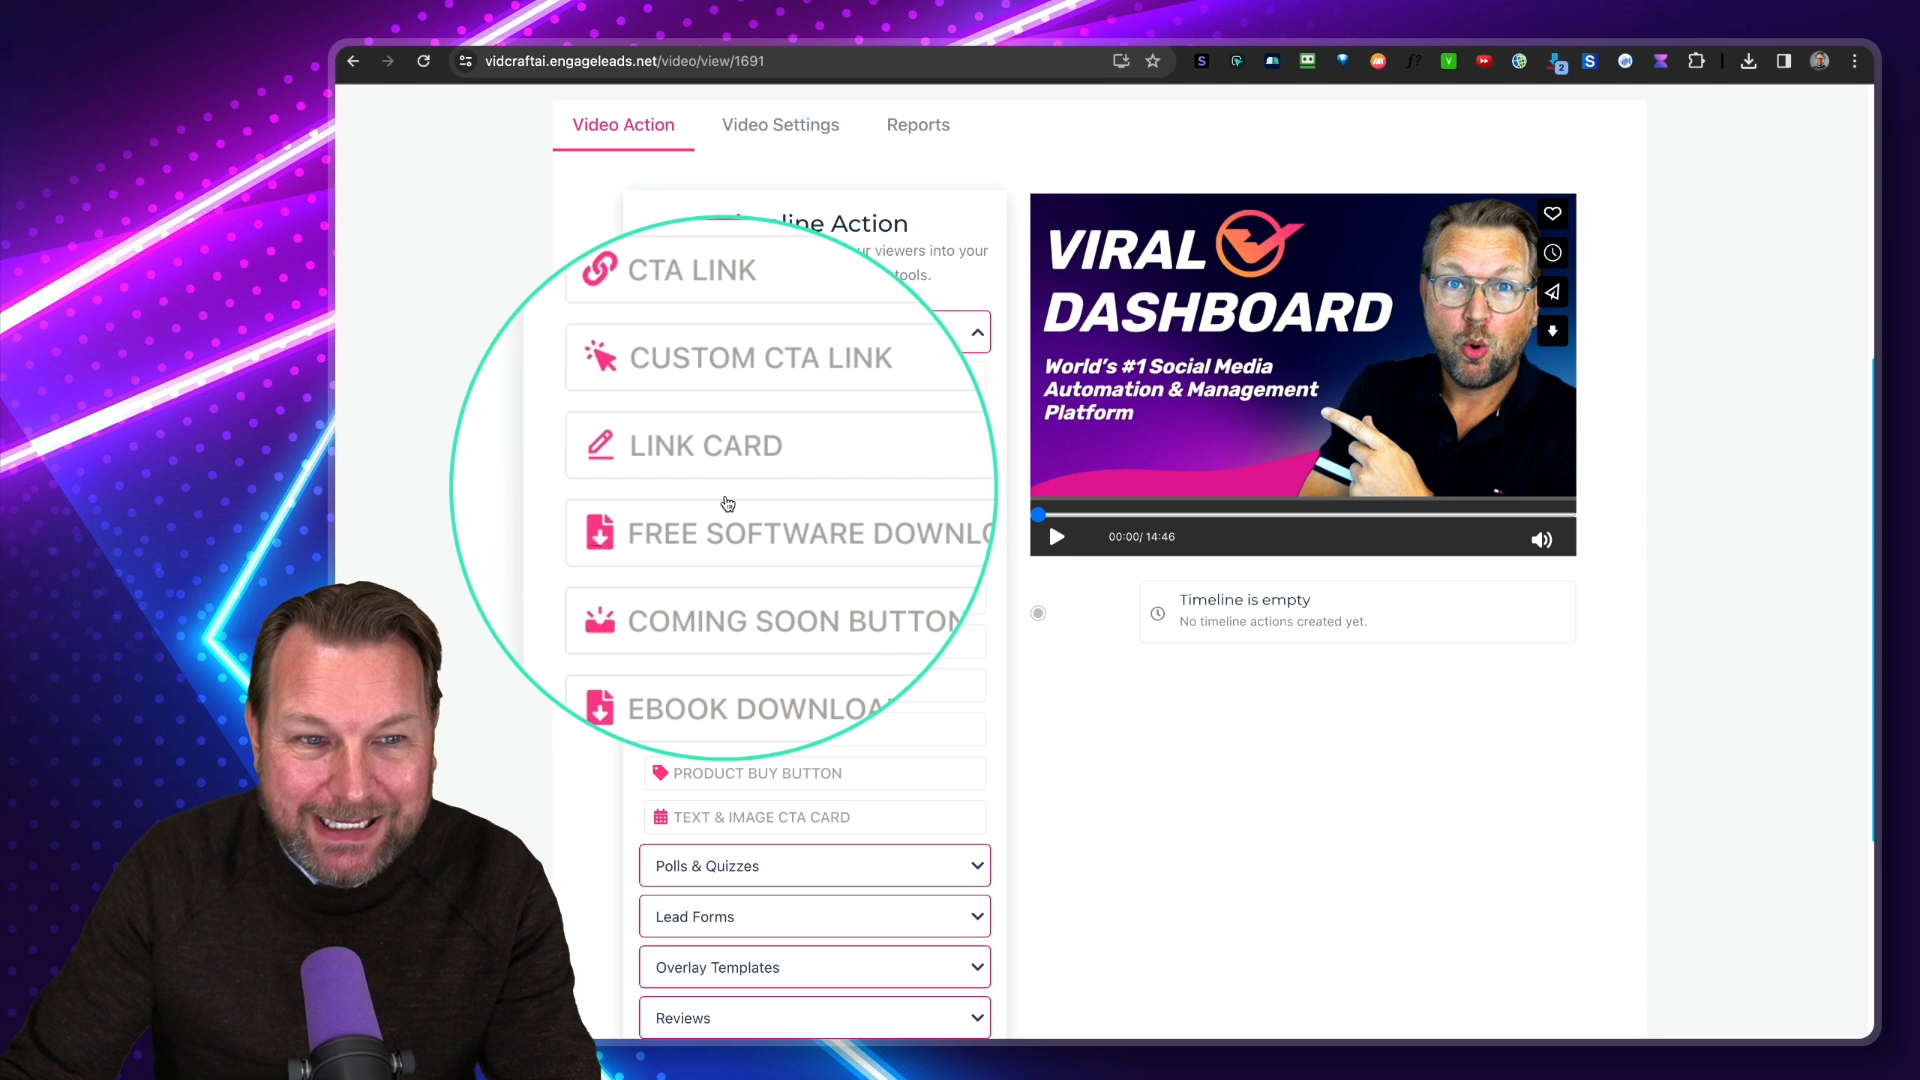 vidcraftai.engageleads.net/video/view/1691
2
Video Action
Video Settings
Reports
line Action
ur viewers into your
tools.
CTA LINK
CUSTOM CTA LINK
LINK CARD
FREE SOFTWARE DOWNLO
COMING SOON BUTTON
EBOOK DOWNLOA
PRODUCT BUY BUTTON
TEXT & IMAGE CTA CARD
Polls & Quizzes
Lead Forms
Overlay Templates
Reviews
VIRAL
DASHBOARD
World's #1 Social Media
Automation & Management
Platform
00:00/ 14:46
Timeline is empty
No timeline actions created yet.